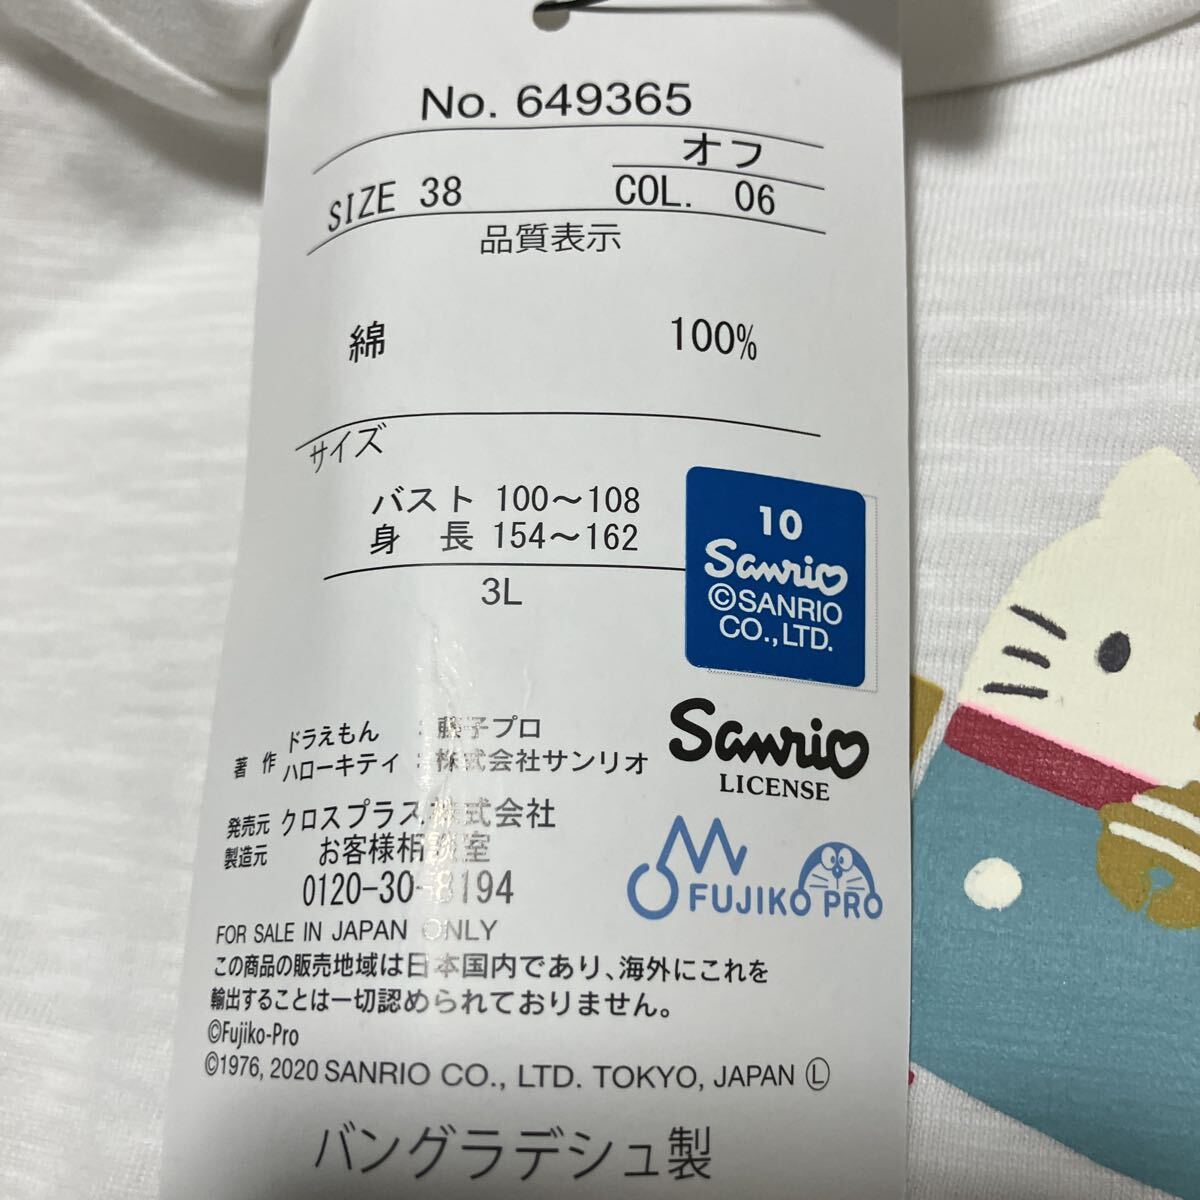 No. 649365
オフ
SIZE 38
COL. 06
品質表示
綿 100%
サイズ
バスト 100～108
身 長 154～162
3L
10
Sanrio
©SANRIO
CO.,LTD.
著 作
ドラえもん :藤子プロ
ハローキティ :株式会社サンリオ
Sanrio
LICENSE
発売元
製造元
クロスプラス株式会社
お客様相談室
0120-30-8194
FUJIKO PRO
FOR SALE IN JAPAN ONLY
この商品の販売地域は日本国内であり、海外にこれを
輸出することは一切認められておりません。
©Fujiko-Pro
©1976, 2020 SANRIO CO., LTD. TOKYO, JAPAN Ⓛ
バングラデシュ製